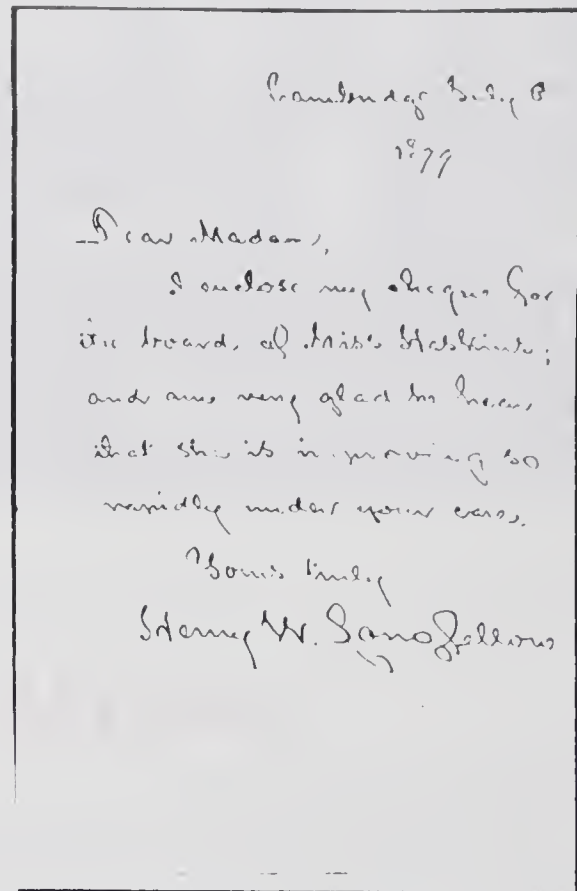 Cambridge July 8
1879
Dear Madam,
I enclose my cheque for
the board of Miss
and am very glad to hear
that she is improving so
rapidly under your care.
Yours truly
Henry W. Longfellow